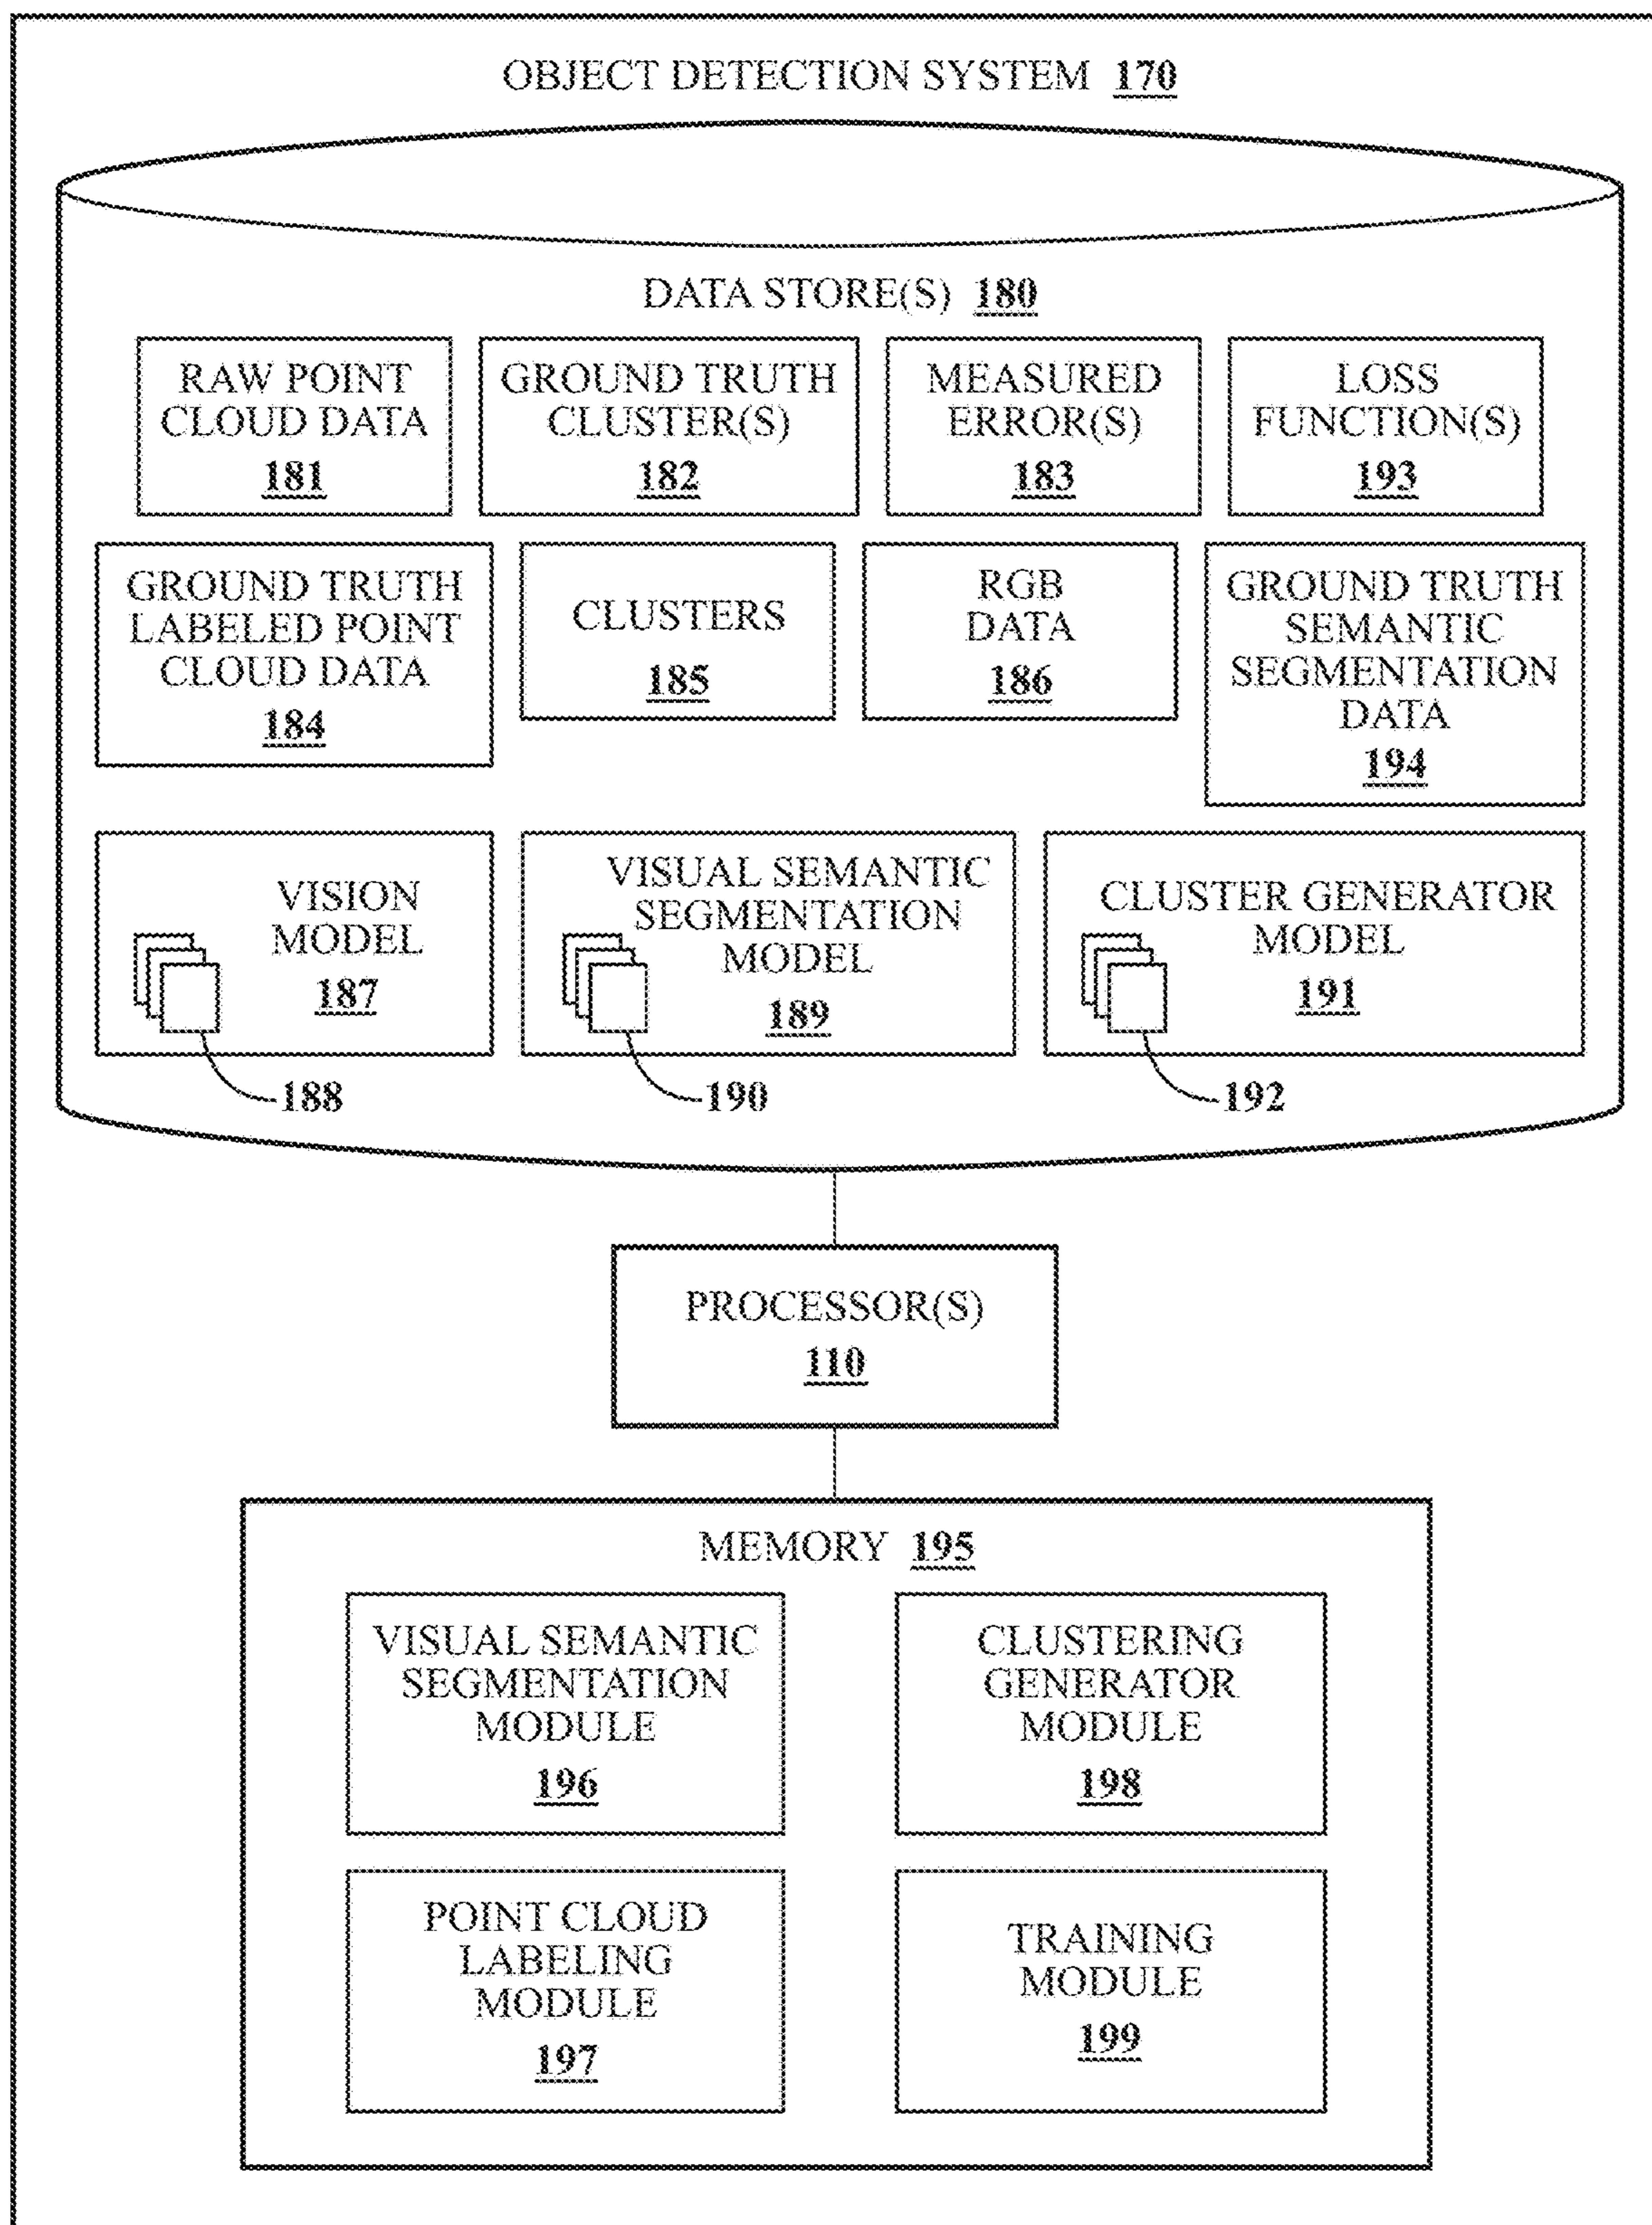 OBJECT DETECTION SYSTEM 170
DATA STORE(S) 180
RAW POINT
CLOUD DATA
181
GROUND TRUTH
CLUSTER(S)
182
MEASURED
ERROR(S)
183
LOSS
FUNCTION(S)
193
GROUND TRUTH
LABELED POINT
CLOUD DATA
184
CLUSTERS
185
RGB
DATA
186
GROUND TRUTH
SEMANTIC
SEGMENTATION
DATA
194
VISION
MODEL
187
188
VISUAL SEMANTIC
SEGMENTATION
MODEL
189
190
CLUSTER GENERATOR
MODEL
191
192
PROCESSOR(S)
110
MEMORY 195
VISUAL SEMANTIC
SEGMENTATION
MODULE
196
CLUSTERING
GENERATOR
MODULE
198
POINT CLOUD
LABELING
MODULE
197
TRAINING
MODULE
199